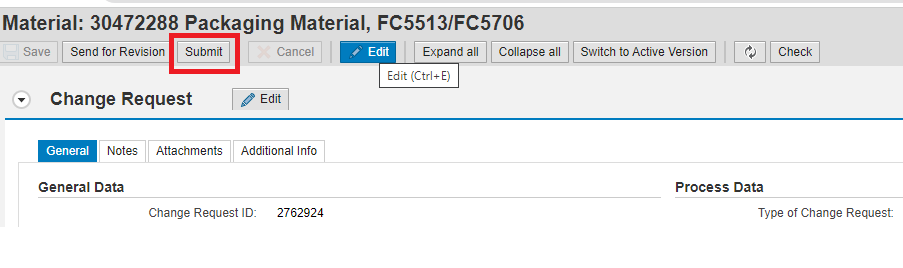 Material: 30472288 Packaging Material, FC5513/FC5706
Save Send for Revision Submit Cancel Edit Expand all Collapse all Switch to Active Version Check
Edit (Ctrl+E)
Change Request Edit
General Notes Attachments Additional Info
General Data Process Data
Change Request ID: 2762924 Type of Change Request: